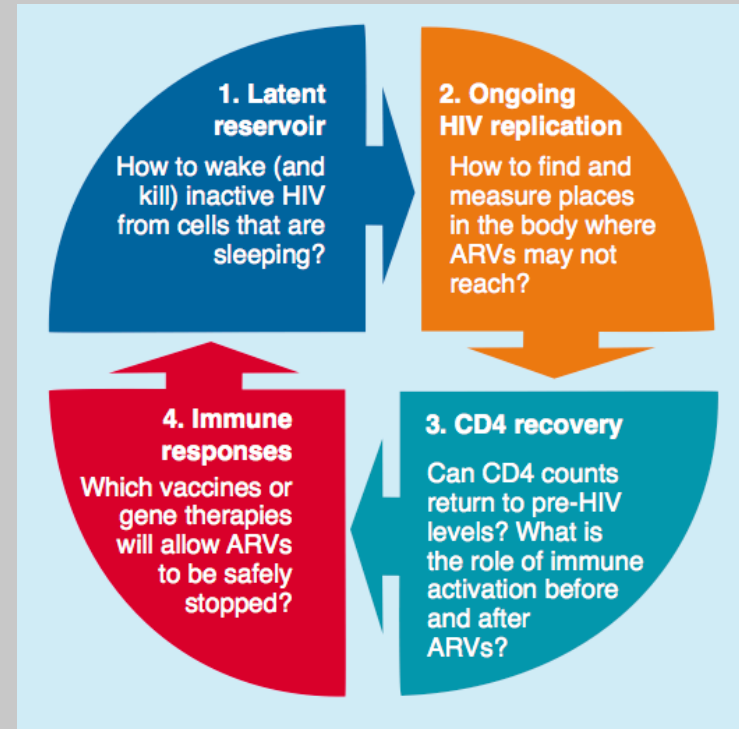 1. Latent
reservoir
How to wake (and
kill) inactive HIV
from cells that are
sleeping?
2. Ongoing
HIV replication
How to find and
measure places
in the body where
ARVs may not
reach?
3. CD4 recovery
Can CD4 counts
return to pre-HIV
levels? What is
the role of immune
activation before
and after
ARVs?
4. Immune
responses
Which vaccines or
gene therapies
will allow ARVs
to be safely
stopped?